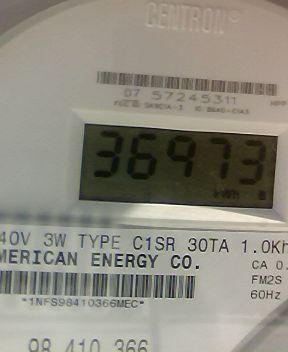 CENTRON®
07 57245311
36973
kWh
40V 3W TYPE C1SR 30TA 1.0Kh
MERICAN ENERGY CO.
CA 0.
FM2S
60Hz
*1NFS98410366MEC*
98 410 366